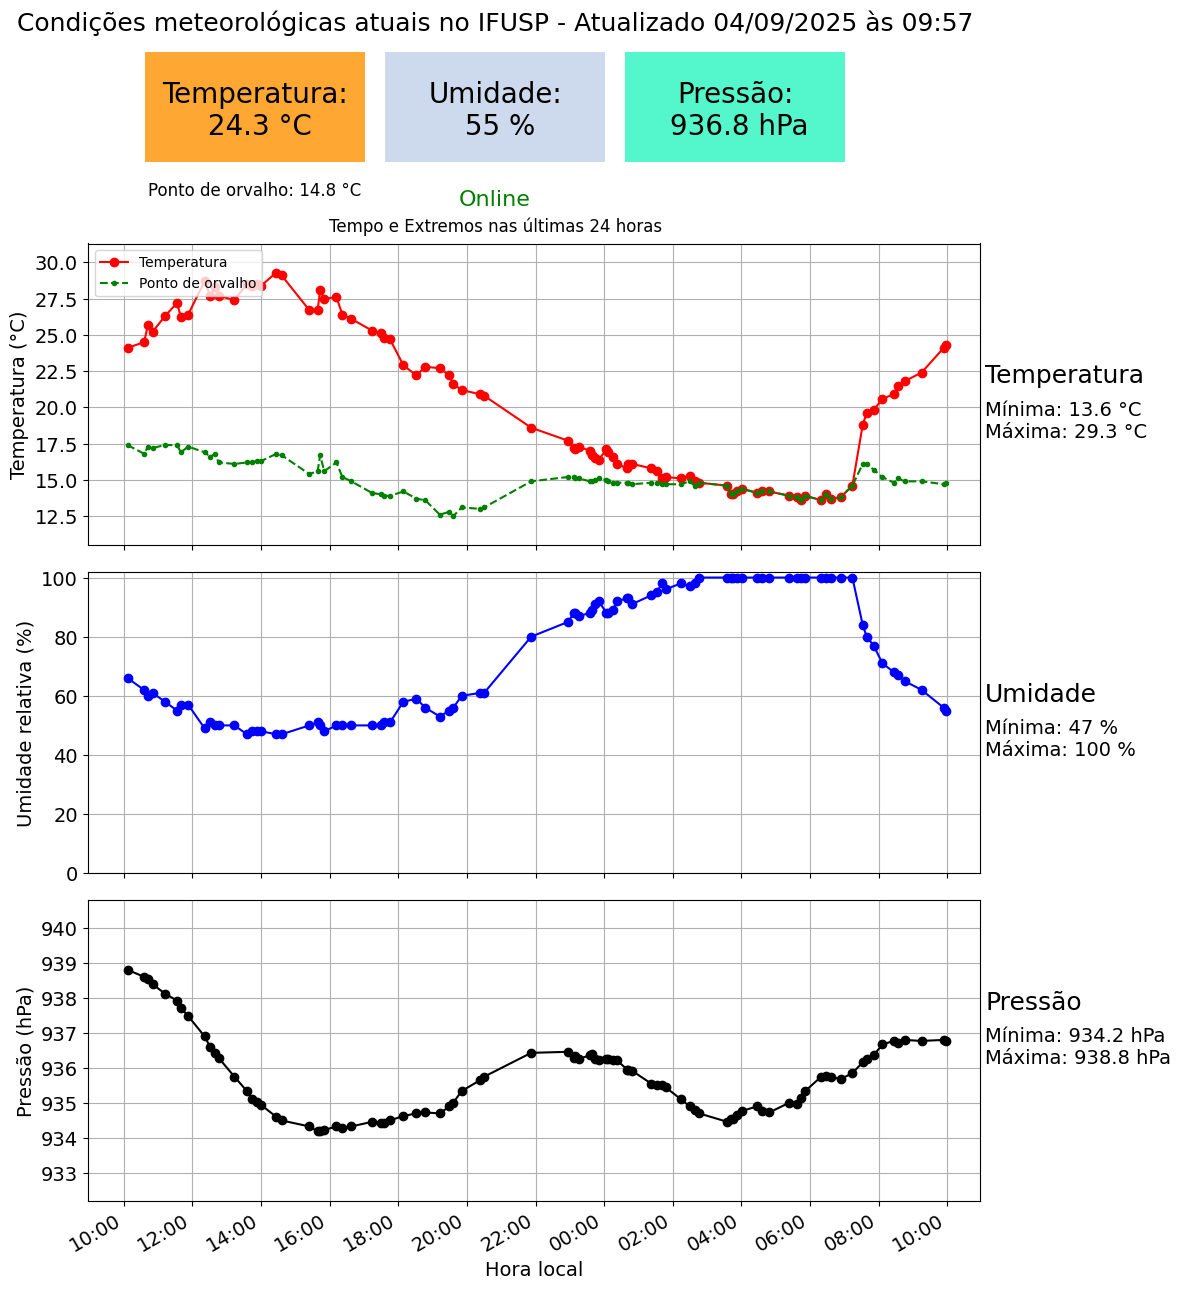 Condições meteorológicas atuais no IFUSP - Atualizado 04/09/2025 às 09:57
Temperatura:
24.3 °C
Umidade:
55 %
Pressão:
936.8 hPa
Ponto de orvalho: 14.8 °C
Online
Tempo e Extremos nas últimas 24 horas
Temperatura
Ponto de orvalho
Temperatura (°C)
30.0
27.5
25.0
22.5
20.0
17.5
15.0
12.5
Temperatura
Mínima: 13.6 °C
Máxima: 29.3 °C
Umidade relativa (%)
100
80
60
40
20
0
Umidade
Mínima: 47 %
Máxima: 100 %
Pressão (hPa)
940
939
938
937
936
935
934
933
Pressão
Mínima: 934.2 hPa
Máxima: 938.8 hPa
10:00
12:00
14:00
16:00
18:00
20:00
22:00
00:00
02:00
04:00
06:00
08:00
10:00
Hora local